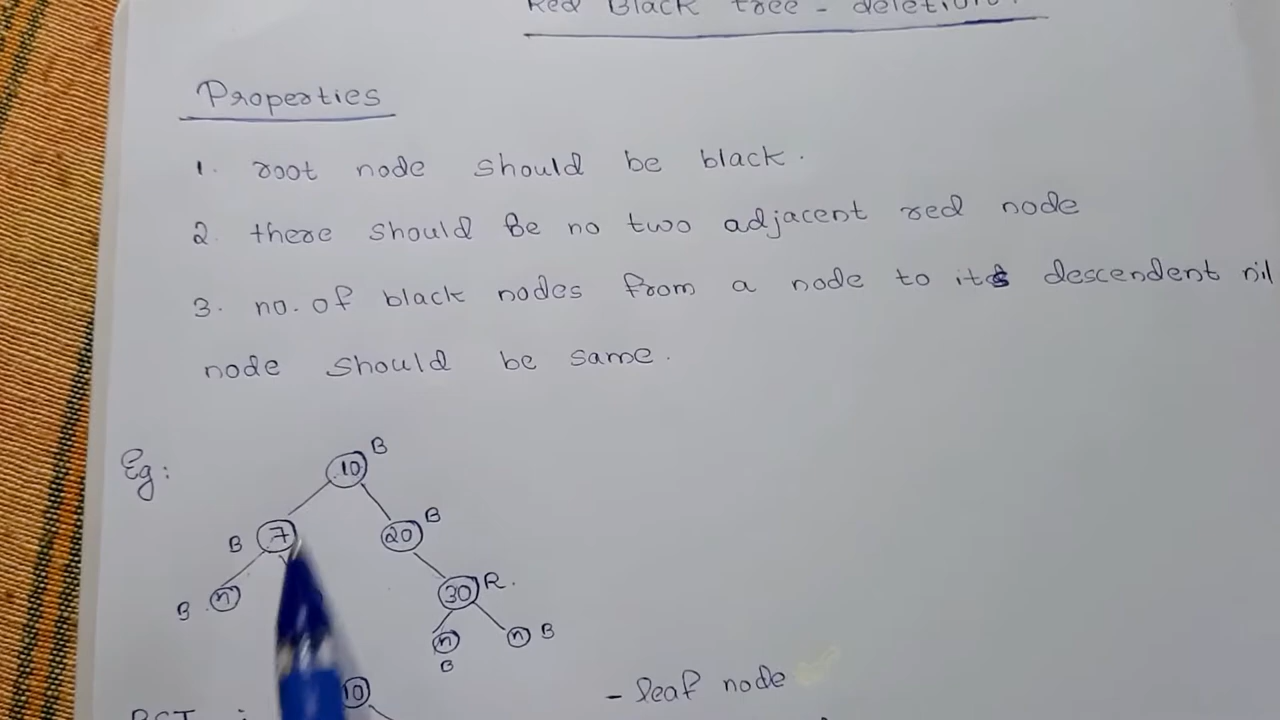 Red Black tree - deletion.
Properties
1. root node should be black.
2. there should be no two adjacent red node
3. no. of black nodes from a node to its descendent nil
node should be same.
Eg:
10 B
B 7
20 B
B n
30 R.
n
n B
B
10
- leaf node
BST :